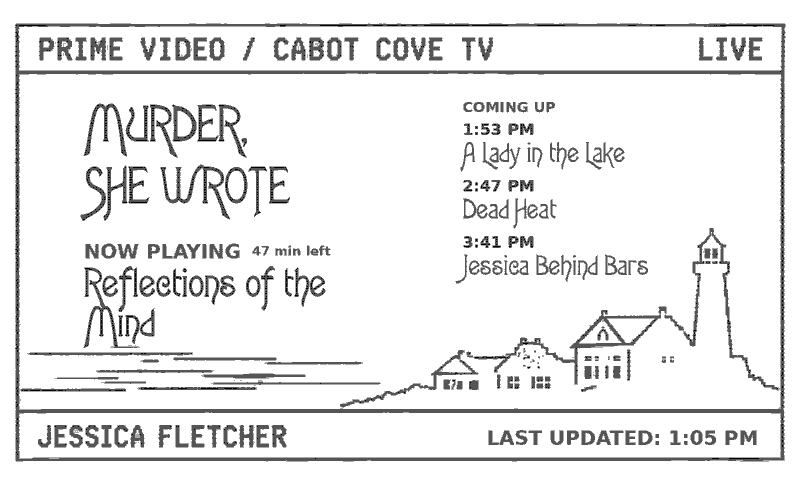 PRIME VIDEO / CABOT COVE TV
LIVE
MURDER,
SHE WROTE
NOW PLAYING 47 min left
Reflections of the
Mind
COMING UP
1:53 PM
A Lady in the Lake
2:47 PM
Dead Heat
3:41 PM
Jessica Behind Bars
JESSICA FLETCHER
LAST UPDATED: 1:05 PM